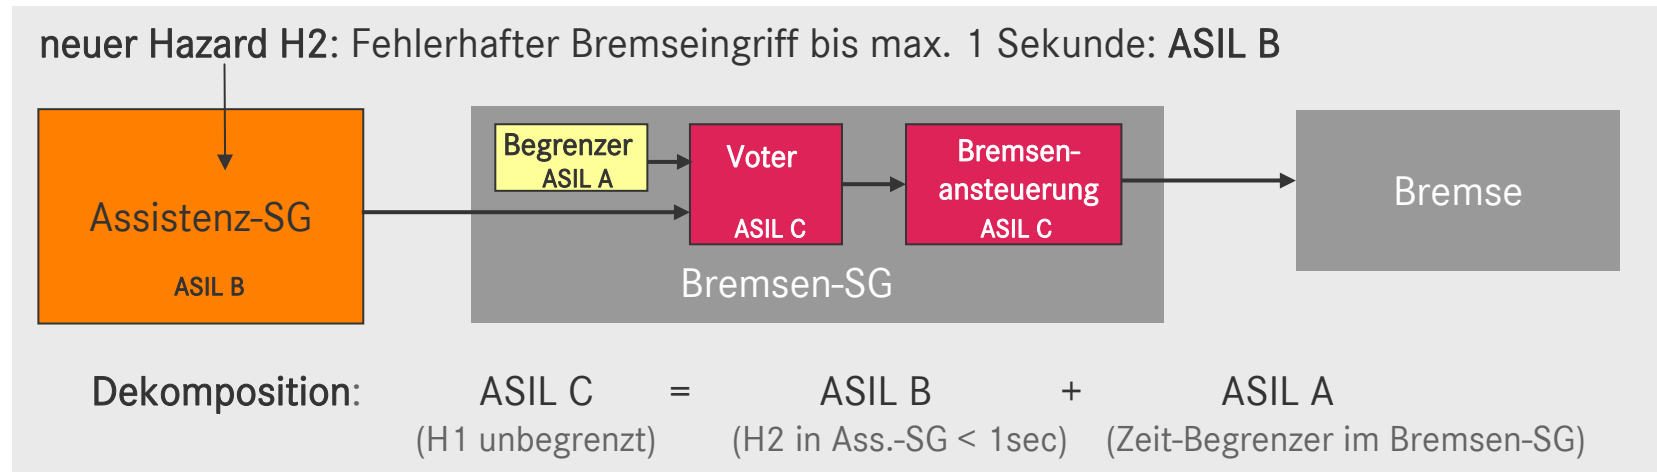 neuer Hazard H2: Fehlerhafter Bremseingriff bis max. 1 Sekunde: ASIL B
Assistenz-SG
ASIL B
Begrenzer
ASIL A
Voter
ASIL C
Bremsen-
ansteuerung
ASIL C
Bremsen-SG
Bremse
Dekomposition: ASIL C = ASIL B + ASIL A
(H1 unbegrenzt) (H2 in Ass.-SG < 1sec) (Zeit-Begrenzer im Bremsen-SG)